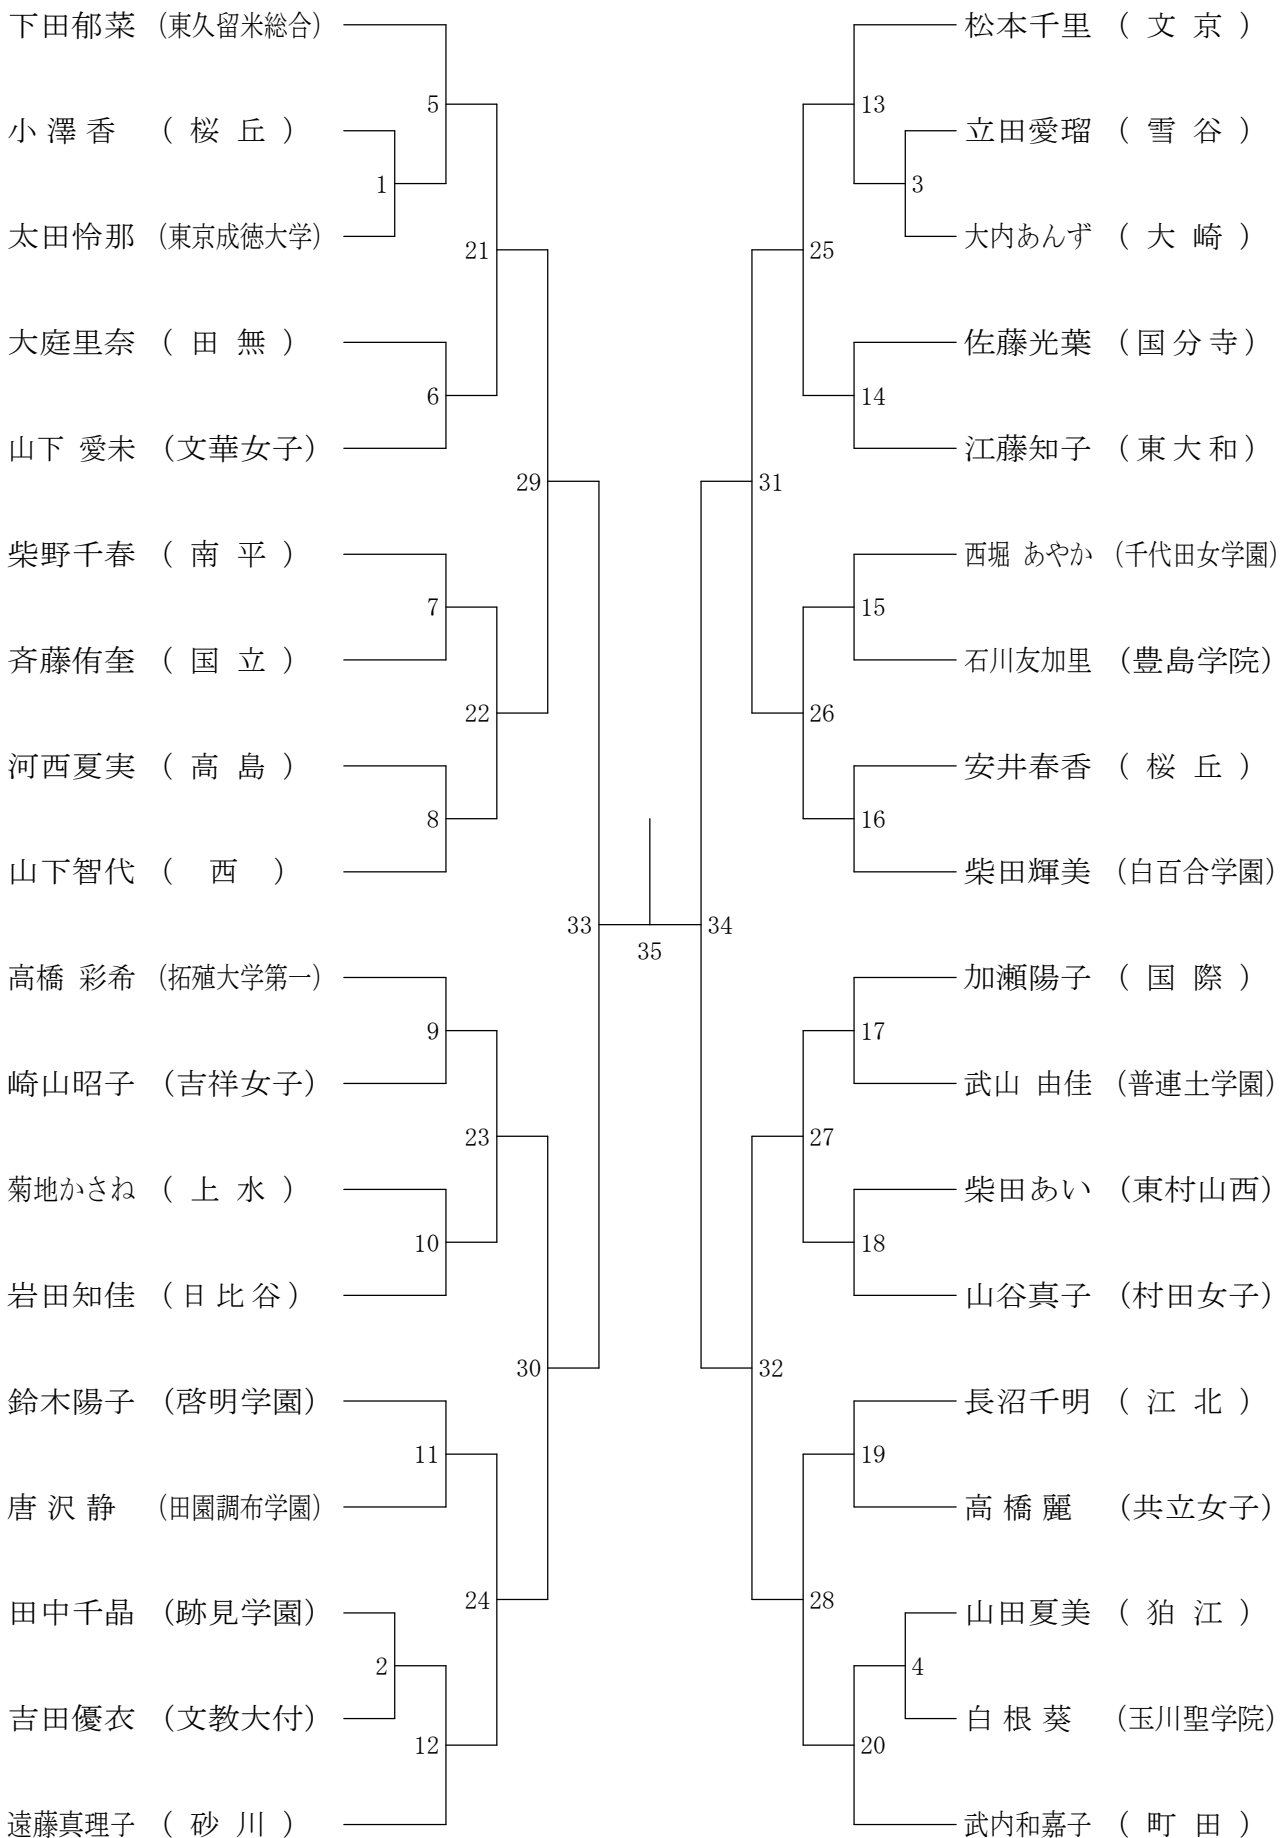 下田郁菜 (東久留米総合)
小澤香 (桜丘)
太田怜那 (東京成徳大学)
大庭里奈 (田無)
山下 愛未 (文華女子)
柴野千春 (南平)
斉藤侑奎 (国立)
河西夏実 (高島)
山下智代 (西)
高橋 彩希 (拓殖大学第一)
崎山昭子 (吉祥女子)
菊地かさね (上水)
岩田知佳 (日比谷)
鈴木陽子 (啓明学園)
唐沢静 (田園調布学園)
田中千晶 (跡見学園)
吉田優衣 (文教大付)
遠藤真理子 (砂川)
1
2
5
6
7
8
9
10
11
12
21
22
23
24
29
30
33
35
34
31
32
25
26
27
28
13
14
15
16
17
18
19
20
3
4
松本千里 (文京)
立田愛瑠 (雪谷)
大内あんず (大崎)
佐藤光葉 (国分寺)
江藤知子 (東大和)
西堀 あやか (千代田女学園)
石川友加里 (豊島学院)
安井春香 (桜丘)
柴田輝美 (白百合学園)
加瀬陽子 (国際)
武山 由佳 (普連土学園)
柴田あい (東村山西)
山谷真子 (村田女子)
長沼千明 (江北)
高橋麗 (共立女子)
山田夏美 (狛江)
白根葵 (玉川聖学院)
武内和嘉子 (町田)